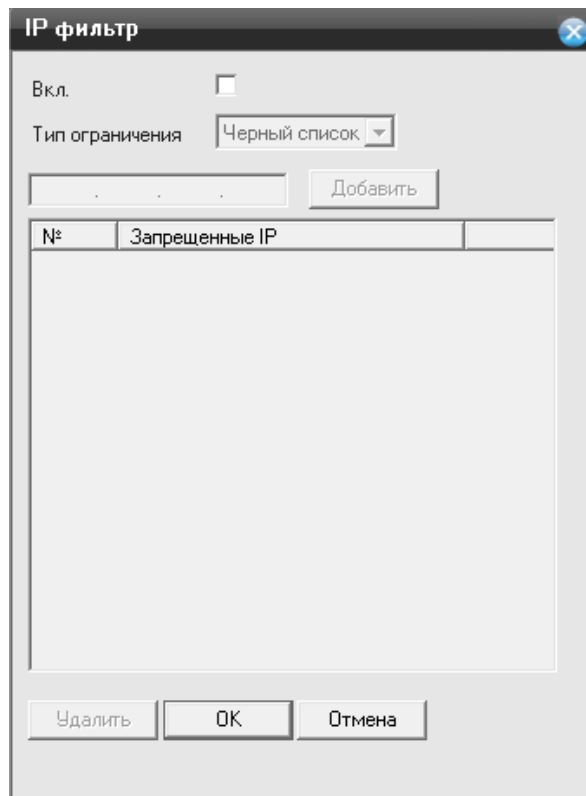 IP фильтр
Вкл.
Тип ограничения Черный список
. . . Добавить
№ Запрещенные IP
Удалить OK Отмена